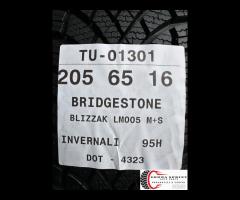 TU-01301
205 65 16
BRIDGESTONE
BLIZZAK LM005 M+S
INVERNALI 95H
DOT - 4323